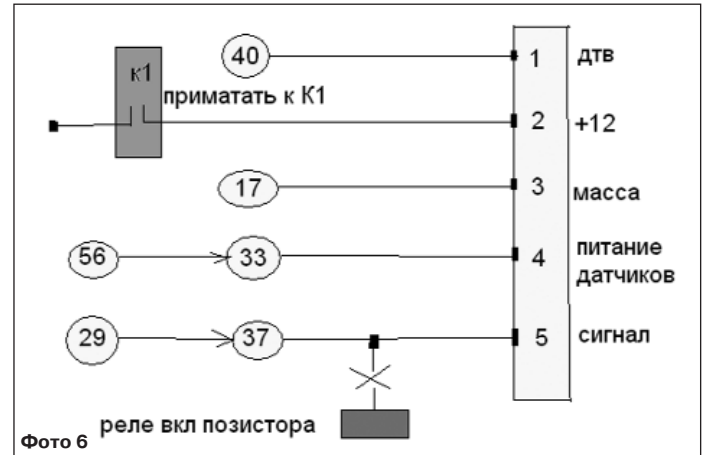 40
1
дтв
к1
приматать к К1
2
+12
17
3
масса
56
33
4
питание
датчиков
29
37
5
сигнал
реле вкл позистора
Фото 6